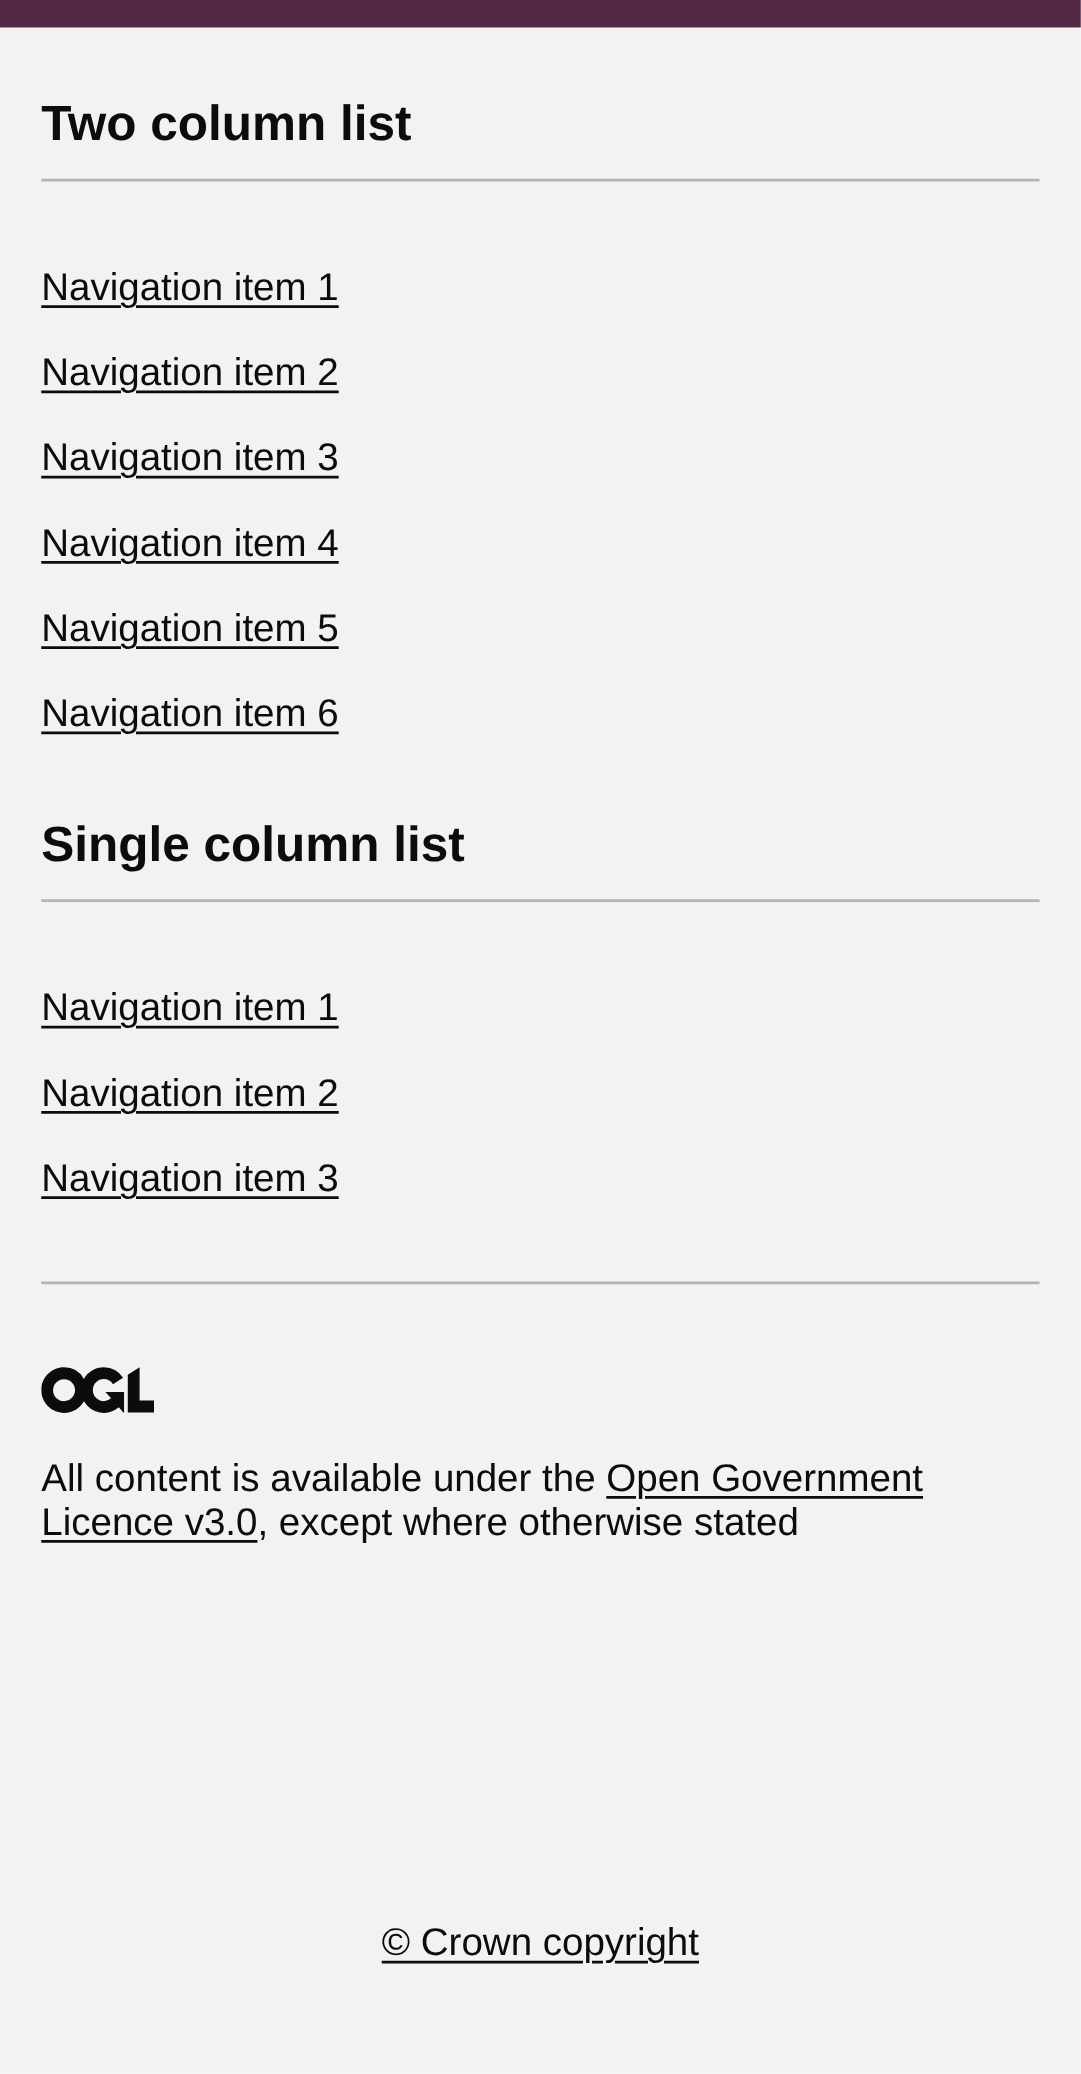 Two column list
Navigation item 1
Navigation item 2
Navigation item 3
Navigation item 4
Navigation item 5
Navigation item 6
Single column list
Navigation item 1
Navigation item 2
Navigation item 3
OGL
All content is available under the Open Government
Licence v3.0, except where otherwise stated
© Crown copyright